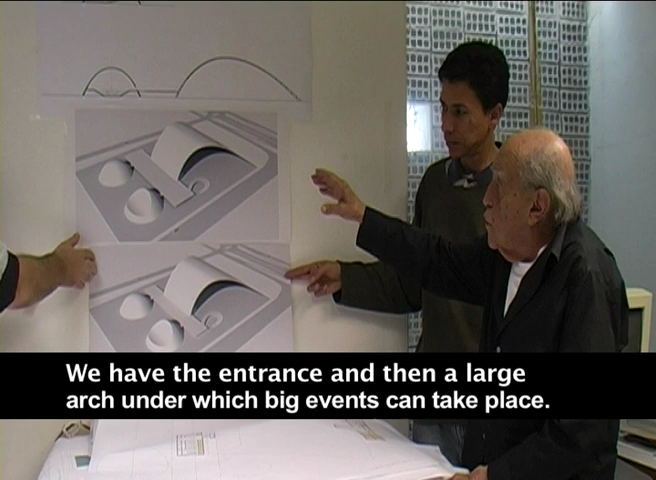 We have the entrance and then a large
arch under which big events can take place.